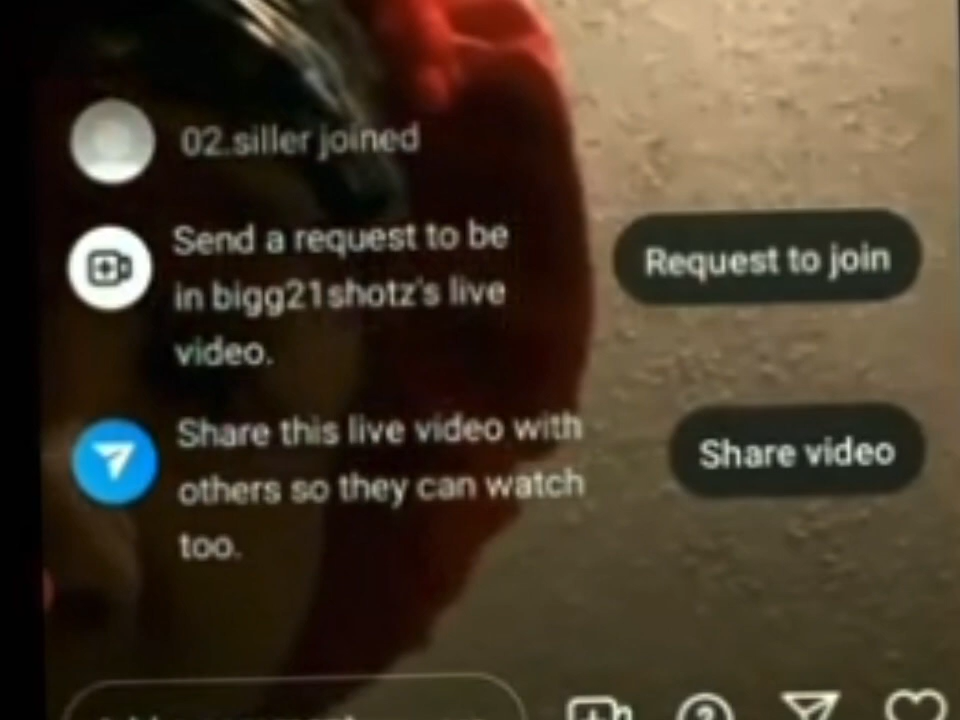 02.siller joined
Send a request to be
in bigg21shotz's live
video.
Request to join
Share this live video with
others so they can watch
too.
Share video